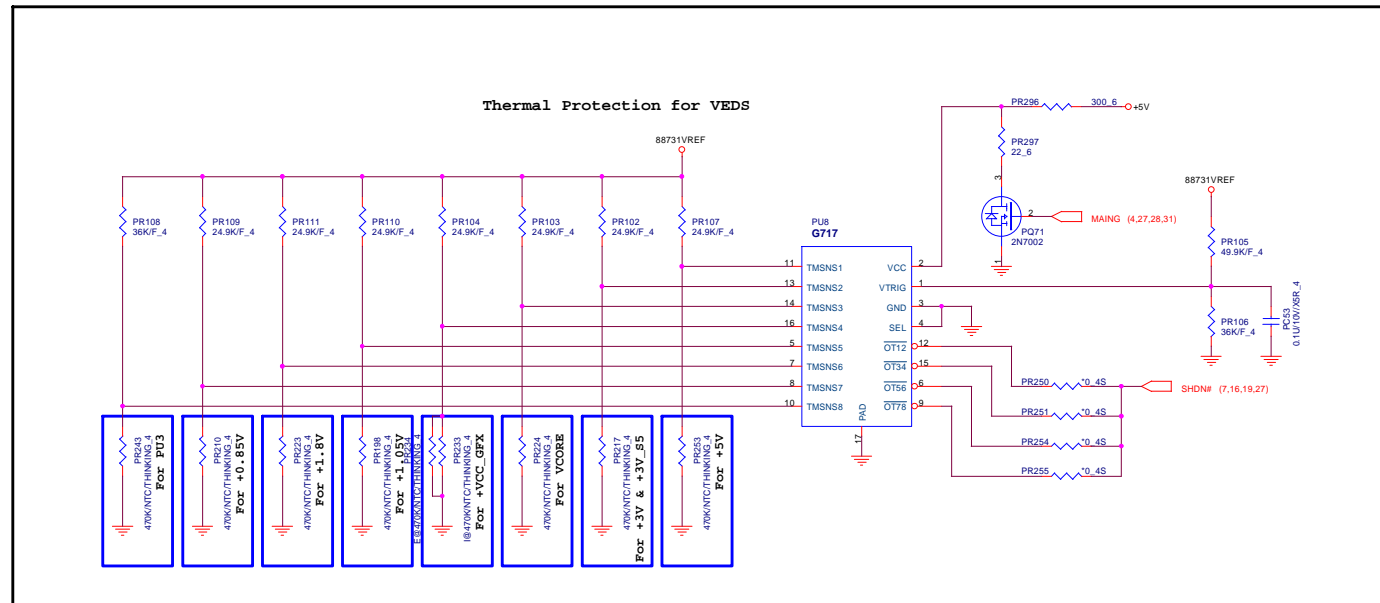 Thermal Protection for VEDS
88731VREF
PR108
36K/F_4
PR109
24.9K/F_4
PR111
24.9K/F_4
PR110
24.9K/F_4
PR104
24.9K/F_4
PR103
24.9K/F_4
PR102
24.9K/F_4
PR107
24.9K/F_4
PU8
G717
11 TMSNS1
13 TMSNS2
14 TMSNS3
16 TMSNS4
5 TMSNS5
7 TMSNS6
8 TMSNS7
10 TMSNS8
VCC 2
VTRIG 1
GND 3
SEL 4
OT12 12
OT34 15
OT56 6
OT78 9
PAD
17
PR296 300_6 +5V
PR297
22_6
3
2
1
PQ71
2N7002
MAING (4,27,28,31)
88731VREF
PR105
49.9K/F_4
PR106
36K/F_4
PC53
0.1U/10V/X5R_4
PR250 *0_4S
PR251 *0_4S
PR254 *0_4S
PR255 *0_4S
SHDN# (7,16,19,27)
PR243
470K/NTC/THINKING_4
For PU3
PR210
470K/NTC/THINKING_4
For +0.85V
PR223
470K/NTC/THINKING_4
For +1.8V
PR198
470K/NTC/THINKING_4
For +1.05V
PR234
E@470K/NTC/THINKING_4
PR233
I@470K/NTC/THINKING_4
For +VCC_GFX
PR224
470K/NTC/THINKING_4
For VCORE
PR217
470K/NTC/THINKING_4
For +3V & +3V_S5
PR253
470K/NTC/THINKING_4
For +5V